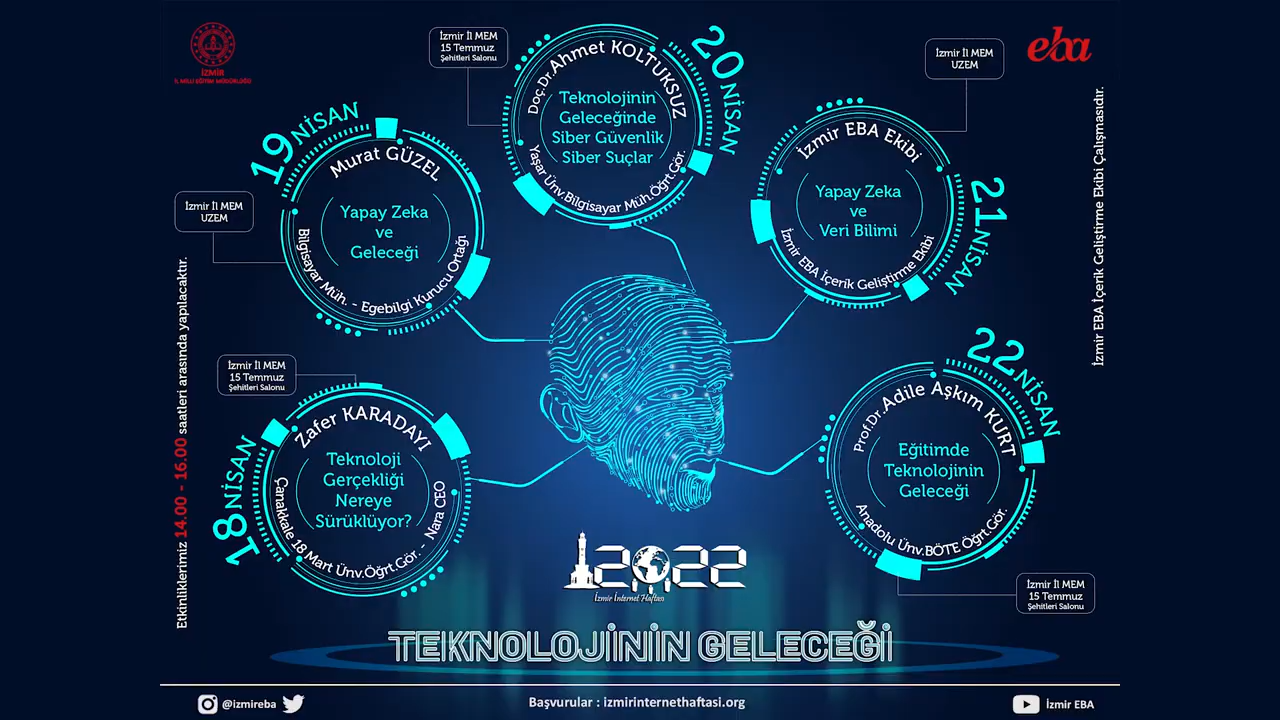 İZMİR
İL MİLLİ EĞİTİM MÜDÜRLÜĞÜ
eba
İzmir İl MEM
15 Temmuz
Şehitleri Salonu
18 NİSAN
Zafer KARADAYI
Teknoloji
Gerçekliği
Nereye
Sürüklüyor?
Çanakkale 18 Mart Ünv.Öğrt.Gör. - Nara CEO
İzmir İl MEM
UZEM
19 NİSAN
Murat GÜZEL
Yapay Zeka
ve
Geleceği
Bilgisayar Müh. - Egebilgi Kurucu Ortağı
İzmir İl MEM
15 Temmuz
Şehitleri Salonu
20 NİSAN
Doç.Dr.Ahmet KOLTUKSUZ
Teknolojinin
Geleceğinde
Siber Güvenlik
Siber Suçlar
Yaşar Ünv.Bilgisayar Müh.Öğrt.Gör.
İzmir İl MEM
UZEM
21 NİSAN
İzmir EBA Ekibi
Yapay Zeka
ve
Veri Bilimi
İzmir EBA İçerik Geliştirme Ekibi
22 NİSAN
Prof.Dr.Adile Aşkım KURT
Eğitimde
Teknolojinin
Geleceği
Anadolu Ünv.BÖTE Öğrt.Gör.
İzmir İl MEM
15 Temmuz
Şehitleri Salonu
Etkinliklerimiz 14.00 - 16.00 saatleri arasında yapılacaktır.
İzmir EBA İçerik Geliştirme Ekibi Çalışmasıdır.
2022
İzmir İnternet Haftası
TEKNOLOJİNİN GELECEĞİ
@izmireba
Başvurular : izmirinternethaftasi.org
İzmir EBA